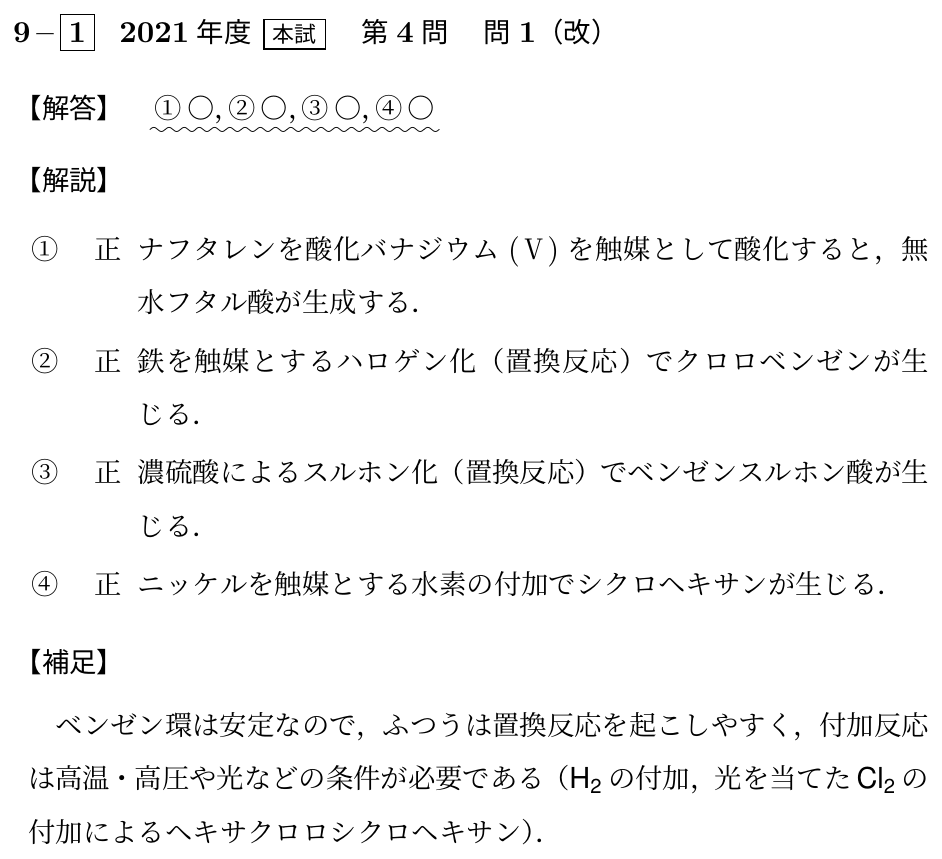 9－1 2021 年度 本試 第 4 問 問 1（改）
【解答】 ①○, ②○, ③○, ④○
【解説】
① 正 ナフタレンを酸化バナジウム (Ⅴ) を触媒として酸化すると，無
水フタル酸が生成する．
② 正 鉄を触媒とするハロゲン化（置換反応）でクロロベンゼンが生
じる．
③ 正 濃硫酸によるスルホン化（置換反応）でベンゼンスルホン酸が生
じる．
④ 正 ニッケルを触媒とする水素の付加でシクロヘキサンが生じる．
【補足】
ベンゼン環は安定なので，ふつうは置換反応を起こしやすく，付加反応
は高温・高圧や光などの条件が必要である（H₂ の付加，光を当てた Cl₂ の
付加によるヘキサクロロシクロヘキサン）．